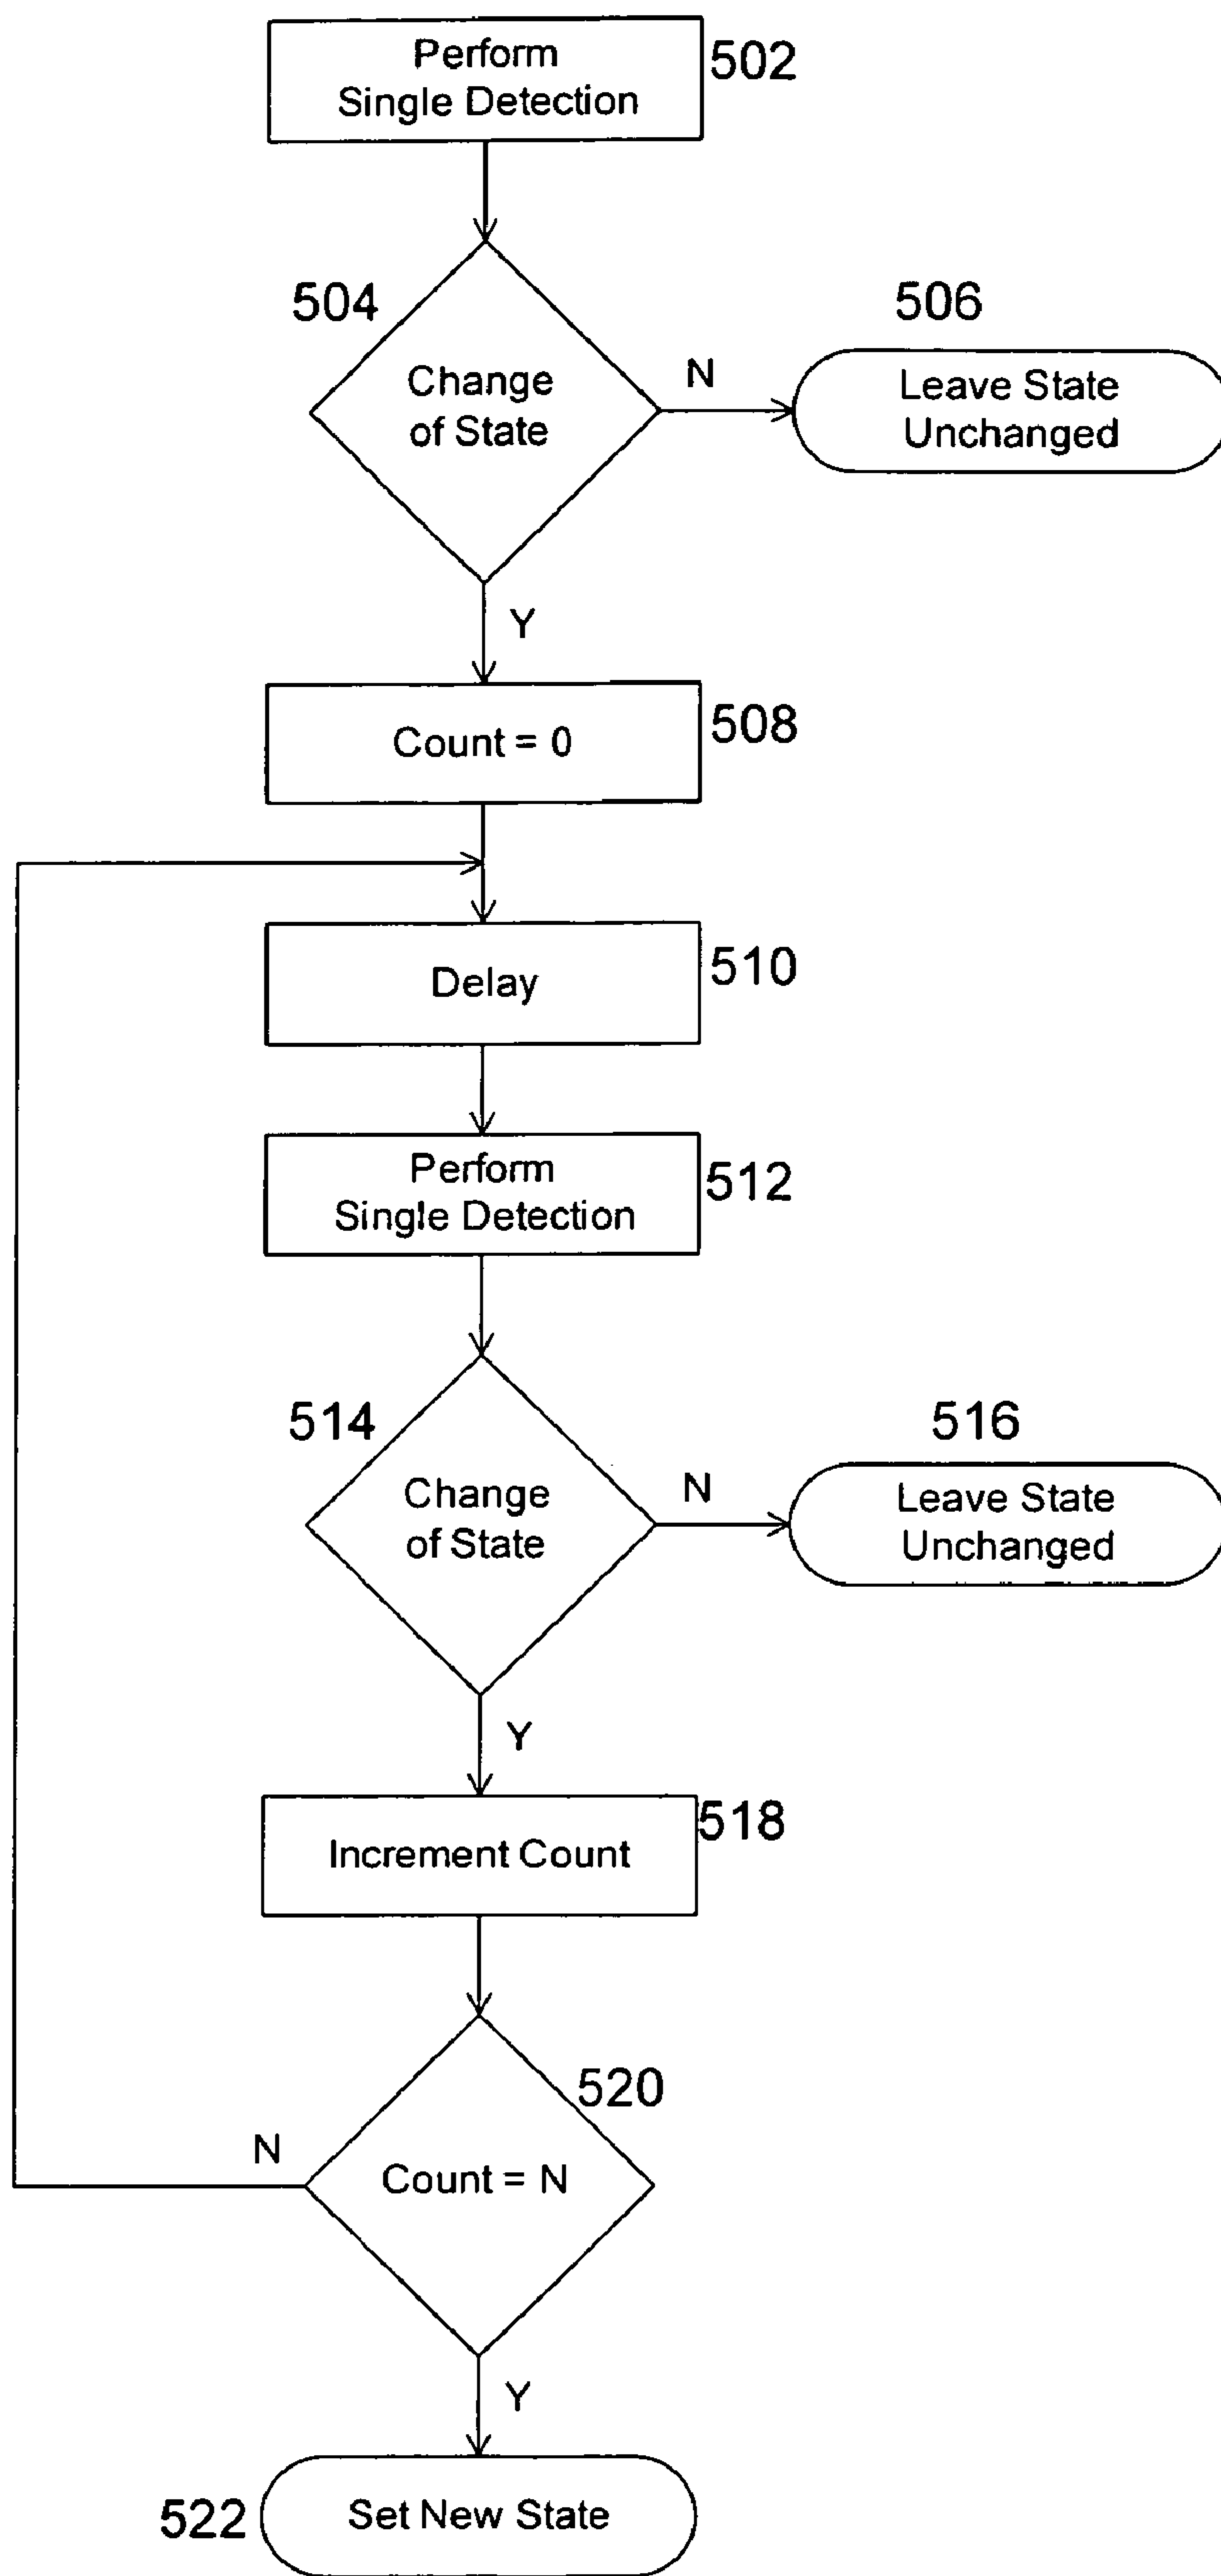 Perform
Single Detection
502
504
Change
of State
N
506
Leave State
Unchanged
Y
Count = 0
508
Delay
510
Perform
Single Detection
512
514
Change
of State
N
516
Leave State
Unchanged
Y
Increment Count
518
520
N
Count = N
Y
522
Set New State